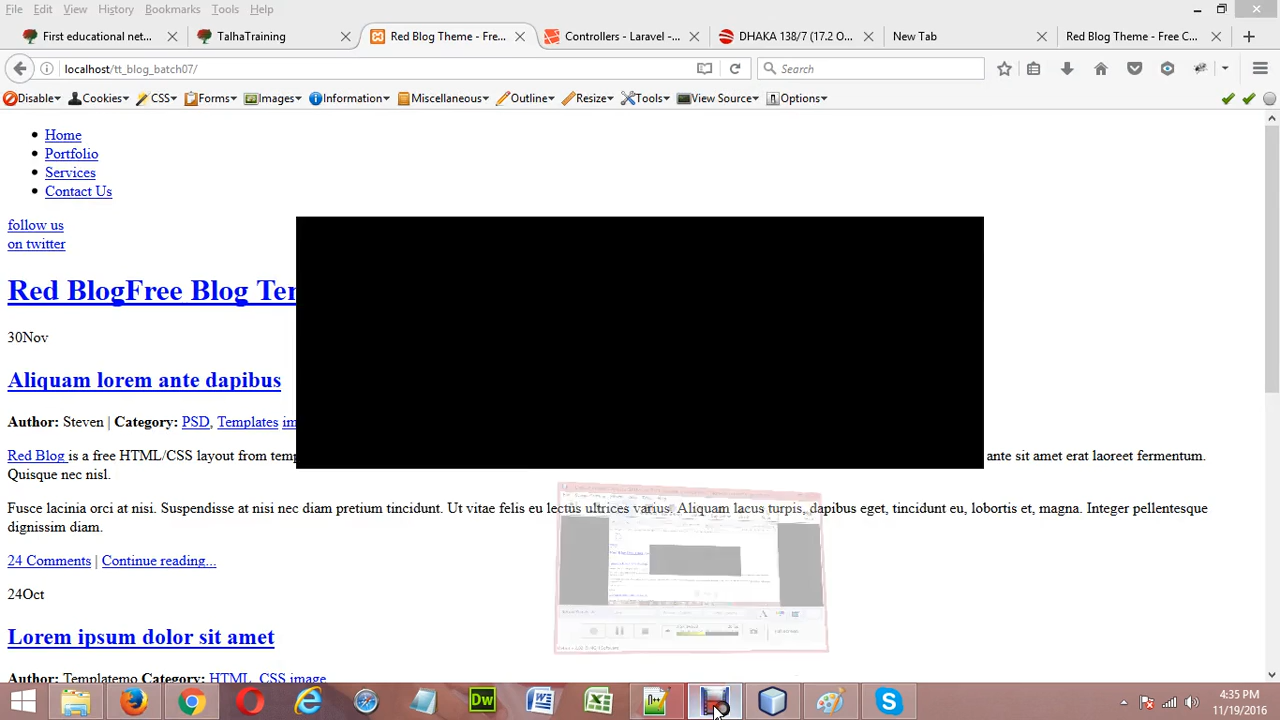 File Edit View History Bookmarks Tools Help
First educational net... TalhaTraining Red Blog Theme - Fre... Controllers - Laravel -... DHAKA 138/7 (17.2 O... New Tab Red Blog Theme - Free C...
localhost/tt_blog_batch07/ Search
Disable Cookies CSS Forms Images Information Miscellaneous Outline Resize Tools View Source Options
Home
Portfolio
Services
Contact Us
follow us
on twitter
Red BlogFree Blog
30Nov
Aliquam lorem ante dapibus
Author: Steven | Category: PSD, Templates
Red Blog is a free HTML/CSS layout from ante sit amet erat laoreet fermentum.
Quisque nec nisl.
Fusce lacinia orci at nisi. Suspendisse at nisi nec diam pretium tincidunt. Ut vitae felis eu lectus ultrices varius. Aliquam lacus turpis, dapibus eget, tincidunt eu, lobortis et, magna. Integer pellentesque
dignissim diam.
24 Comments | Continue reading...
24Oct
Lorem ipsum dolor sit amet
Author: Templatemo Category: HTML, CSS image
Dw
4:35 PM
11/19/2016